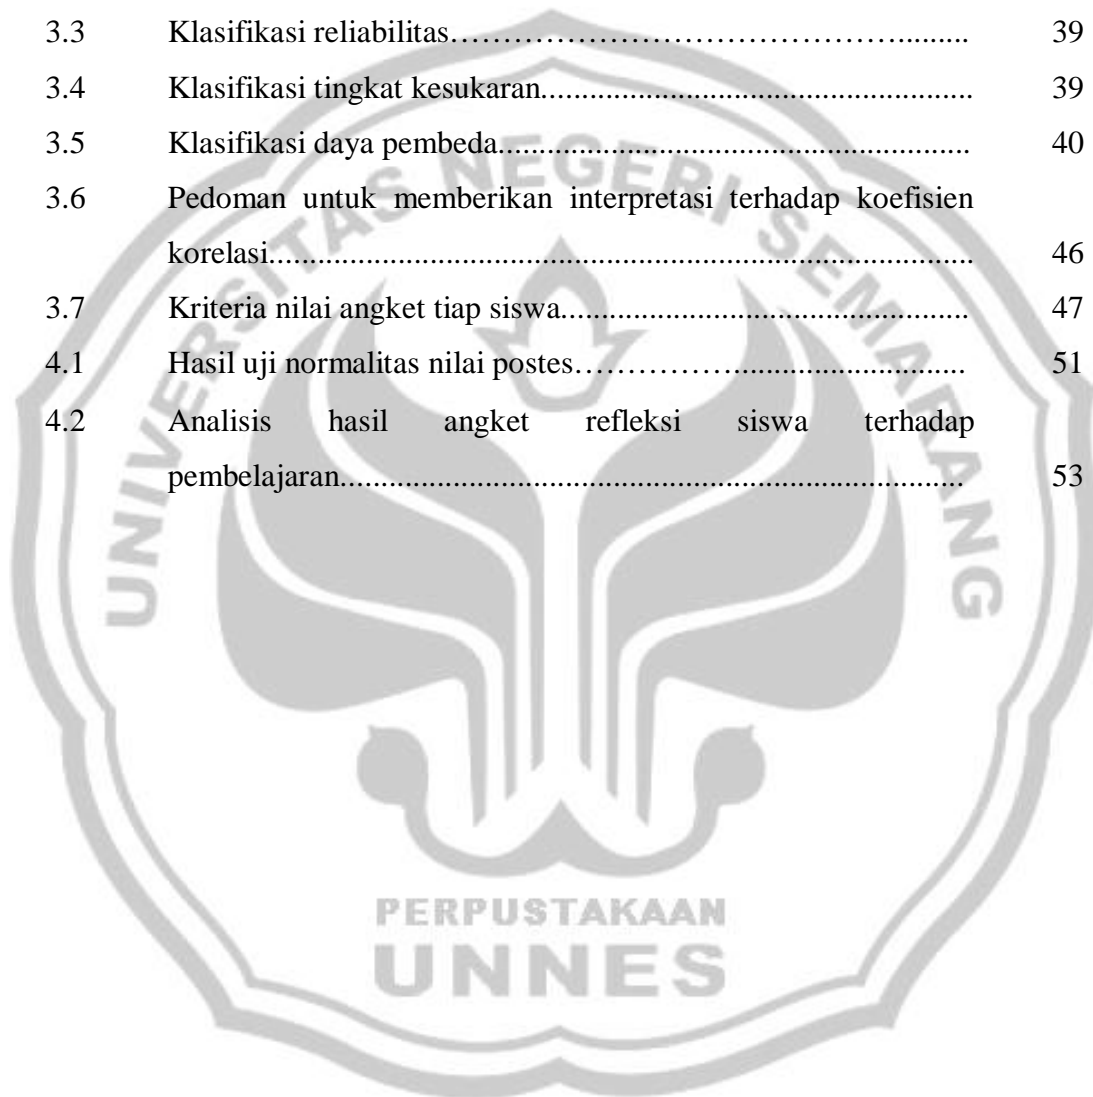 3.3 Klasifikasi reliabilitas………………………………………......... 39
3.4 Klasifikasi tingkat kesukaran..................................................... 39
3.5 Klasifikasi daya pembeda.......................................................... 40
3.6 Pedoman untuk memberikan interpretasi terhadap koefisien
korelasi...................................................................................... 46
3.7 Kriteria nilai angket tiap siswa.................................................. 47
4.1 Hasil uji normalitas nilai postes……………............................ 51
4.2 Analisis hasil angket refleksi siswa terhadap
pembelajaran............................................................................ 53
UNIVERSITAS NEGERI SEMARANG
PERPUSTAKAAN
UNNES